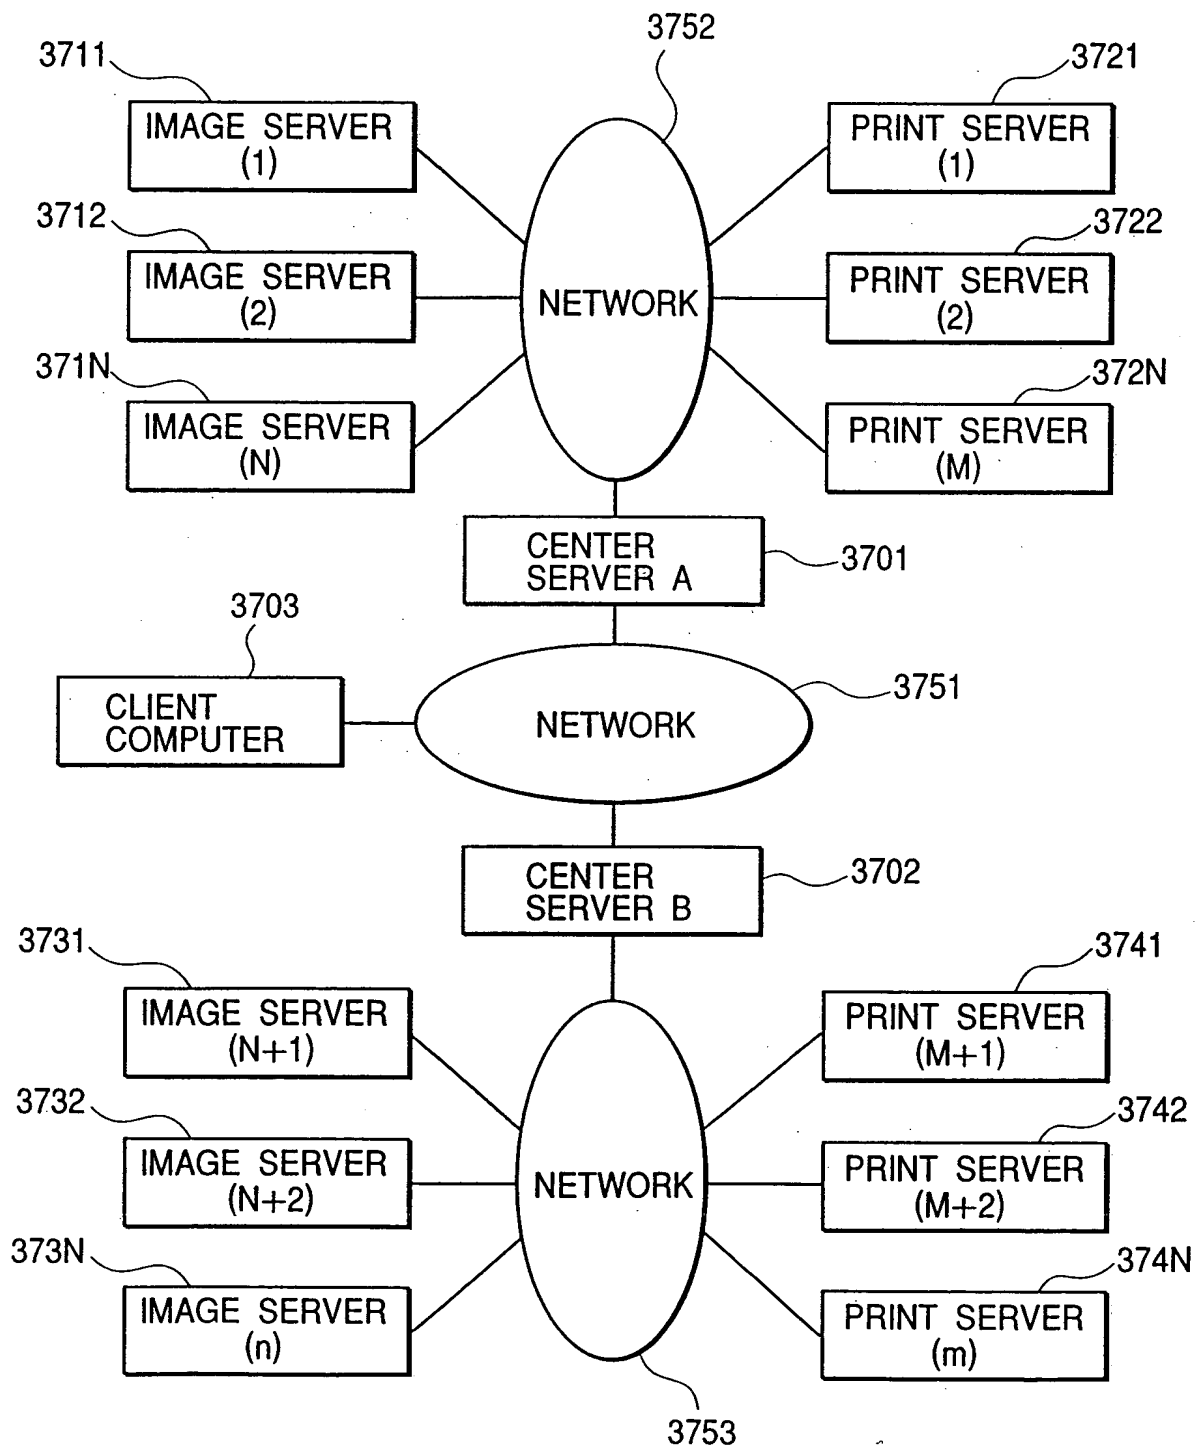 3752
3711
3721
IMAGE SERVER
(1)
PRINT SERVER
(1)
3712
3722
IMAGE SERVER
(2)
NETWORK
PRINT SERVER
(2)
371N
372N
IMAGE SERVER
(N)
PRINT SERVER
(M)
CENTER
SERVER A
3701
3703
3751
CLIENT
COMPUTER
NETWORK
CENTER
SERVER B
3702
3731
3741
IMAGE SERVER
(N+1)
PRINT SERVER
(M+1)
3732
3742
IMAGE SERVER
(N+2)
NETWORK
PRINT SERVER
(M+2)
373N
374N
IMAGE SERVER
(n)
PRINT SERVER
(m)
3753